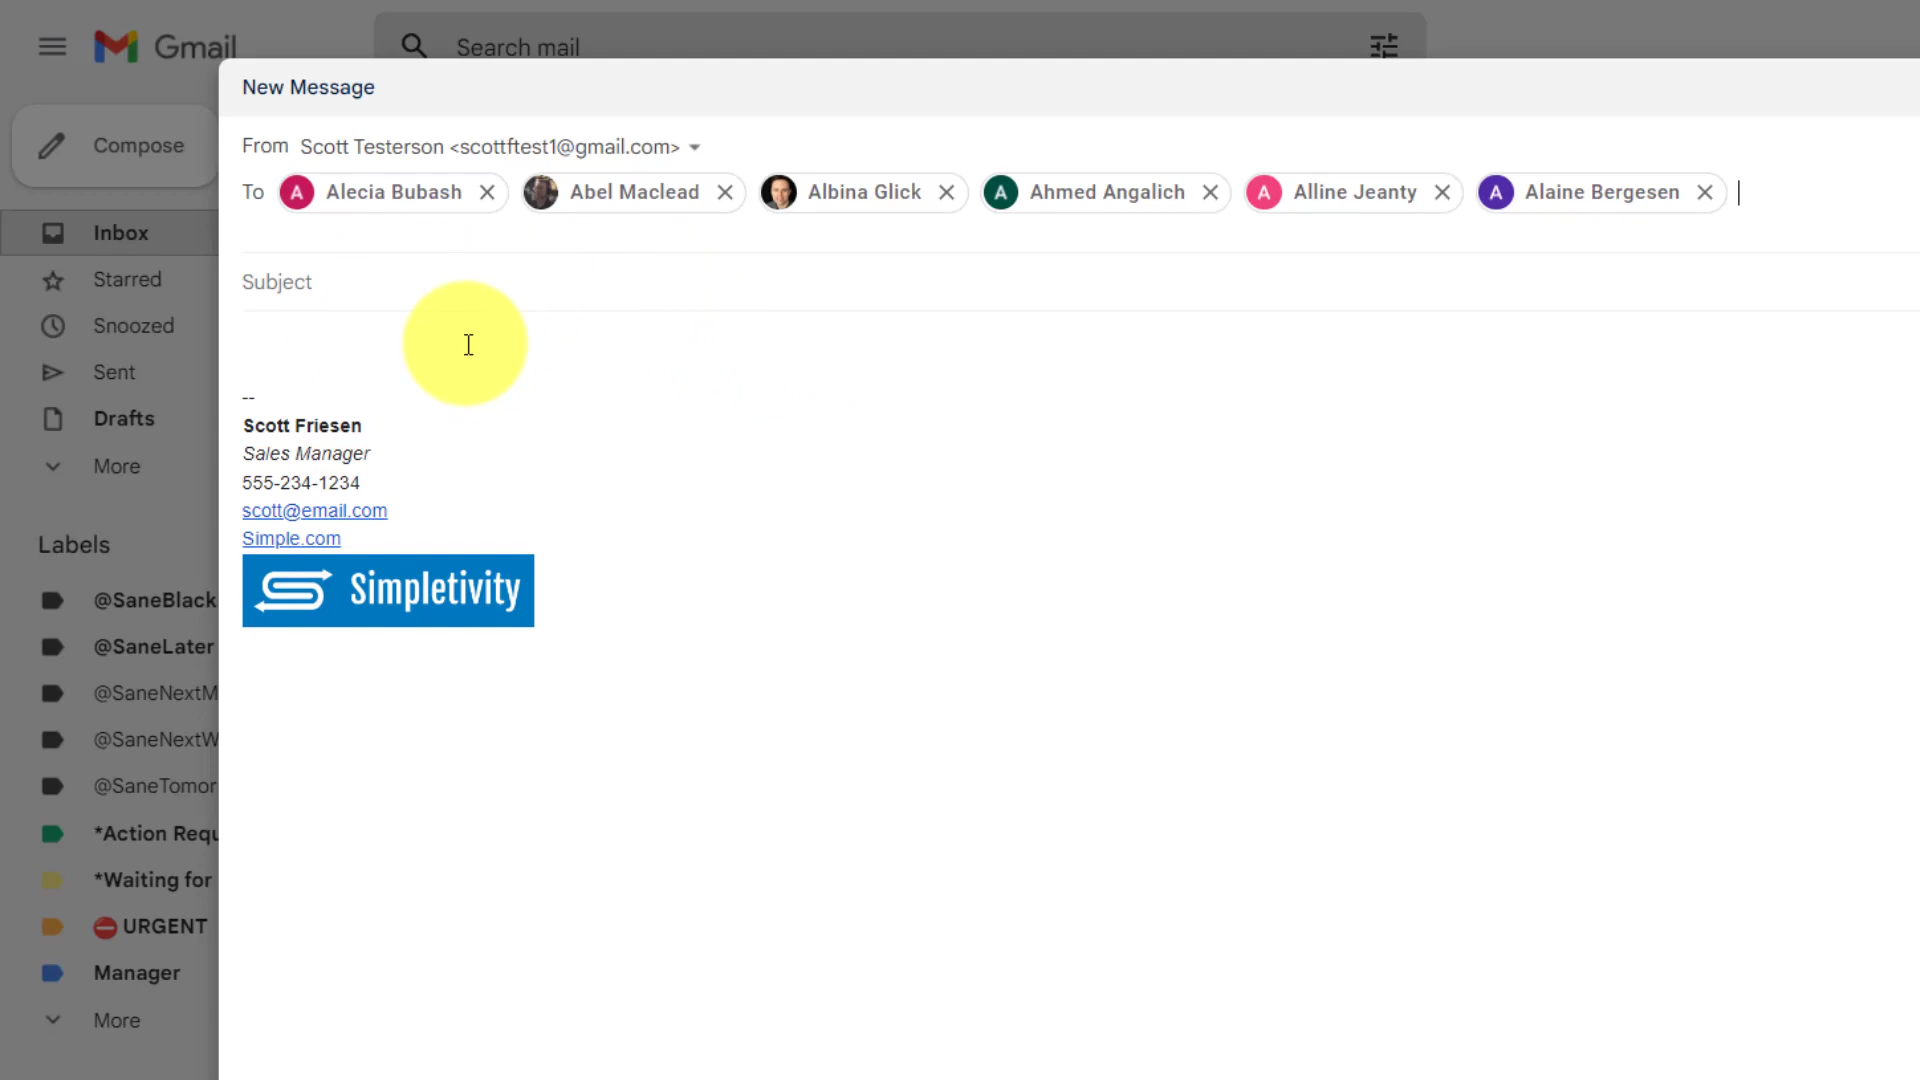 Gmail
Search mail
New Message
Compose
From Scott Testerson <scottftest1@gmail.com>
To A Alecia Bubash Abel Maclead Albina Glick A Ahmed Angalich A Alline Jeanty A Alaine Bergesen
Subject
Inbox
Starred
Snoozed
Sent
Drafts
More
Labels
@SaneBlack
@SaneLater
@SaneNextM
@SaneNextW
@SaneTomor
*Action Requ
*Waiting for
URGENT
Manager
More
--
Scott Friesen
Sales Manager
555-234-1234
scott@email.com
Simple.com
Simpletivity